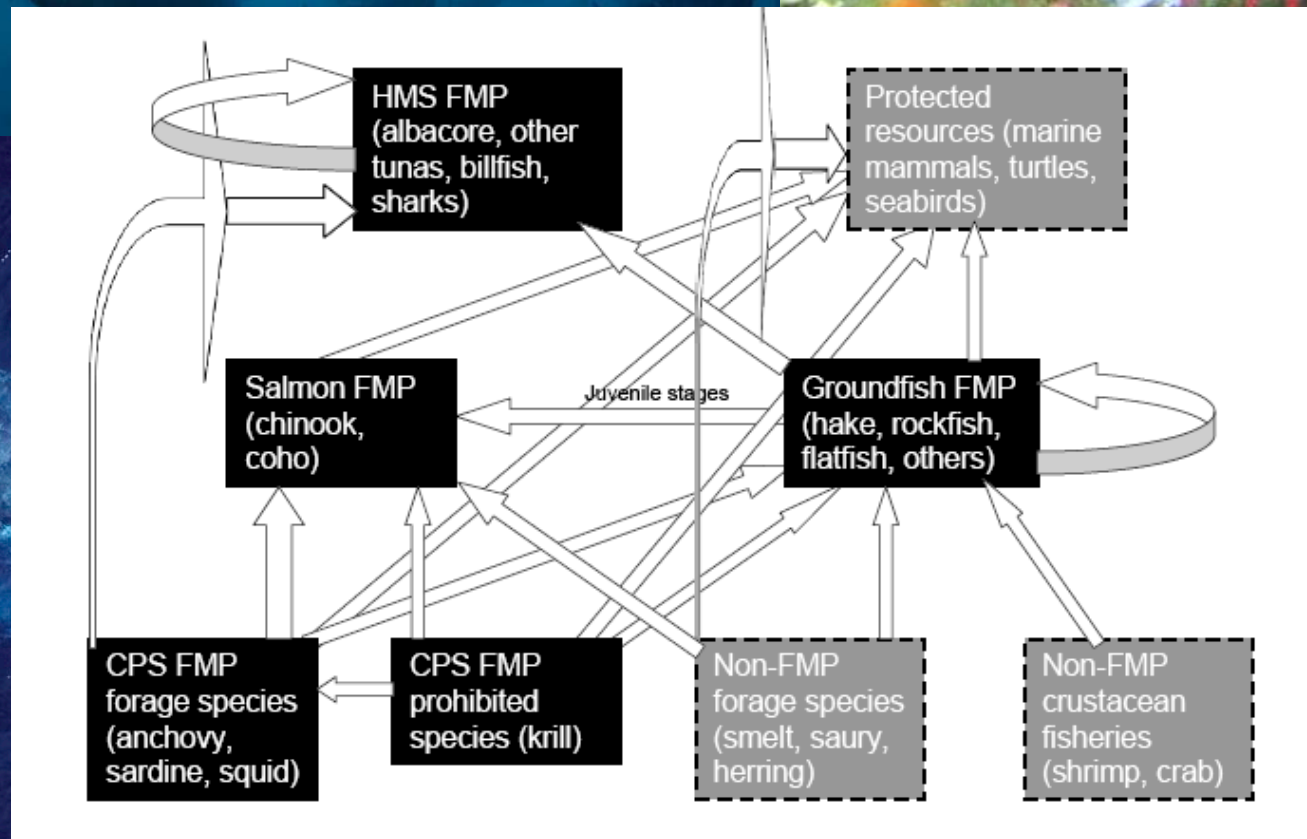 HMS FMP
(albacore, other
tunas, billfish,
sharks)
Protected
resources (marine
mammals, turtles,
seabirds)
Salmon FMP
(chinook,
coho)
Juvenile stages
Groundfish FMP
(hake, rockfish,
flatfish, others)
CPS FMP
forage species
(anchovy,
sardine, squid)
CPS FMP
prohibited
species (krill)
Non-FMP
forage species
(smelt, saury,
herring)
Non-FMP
crustacean
fisheries
(shrimp, crab)